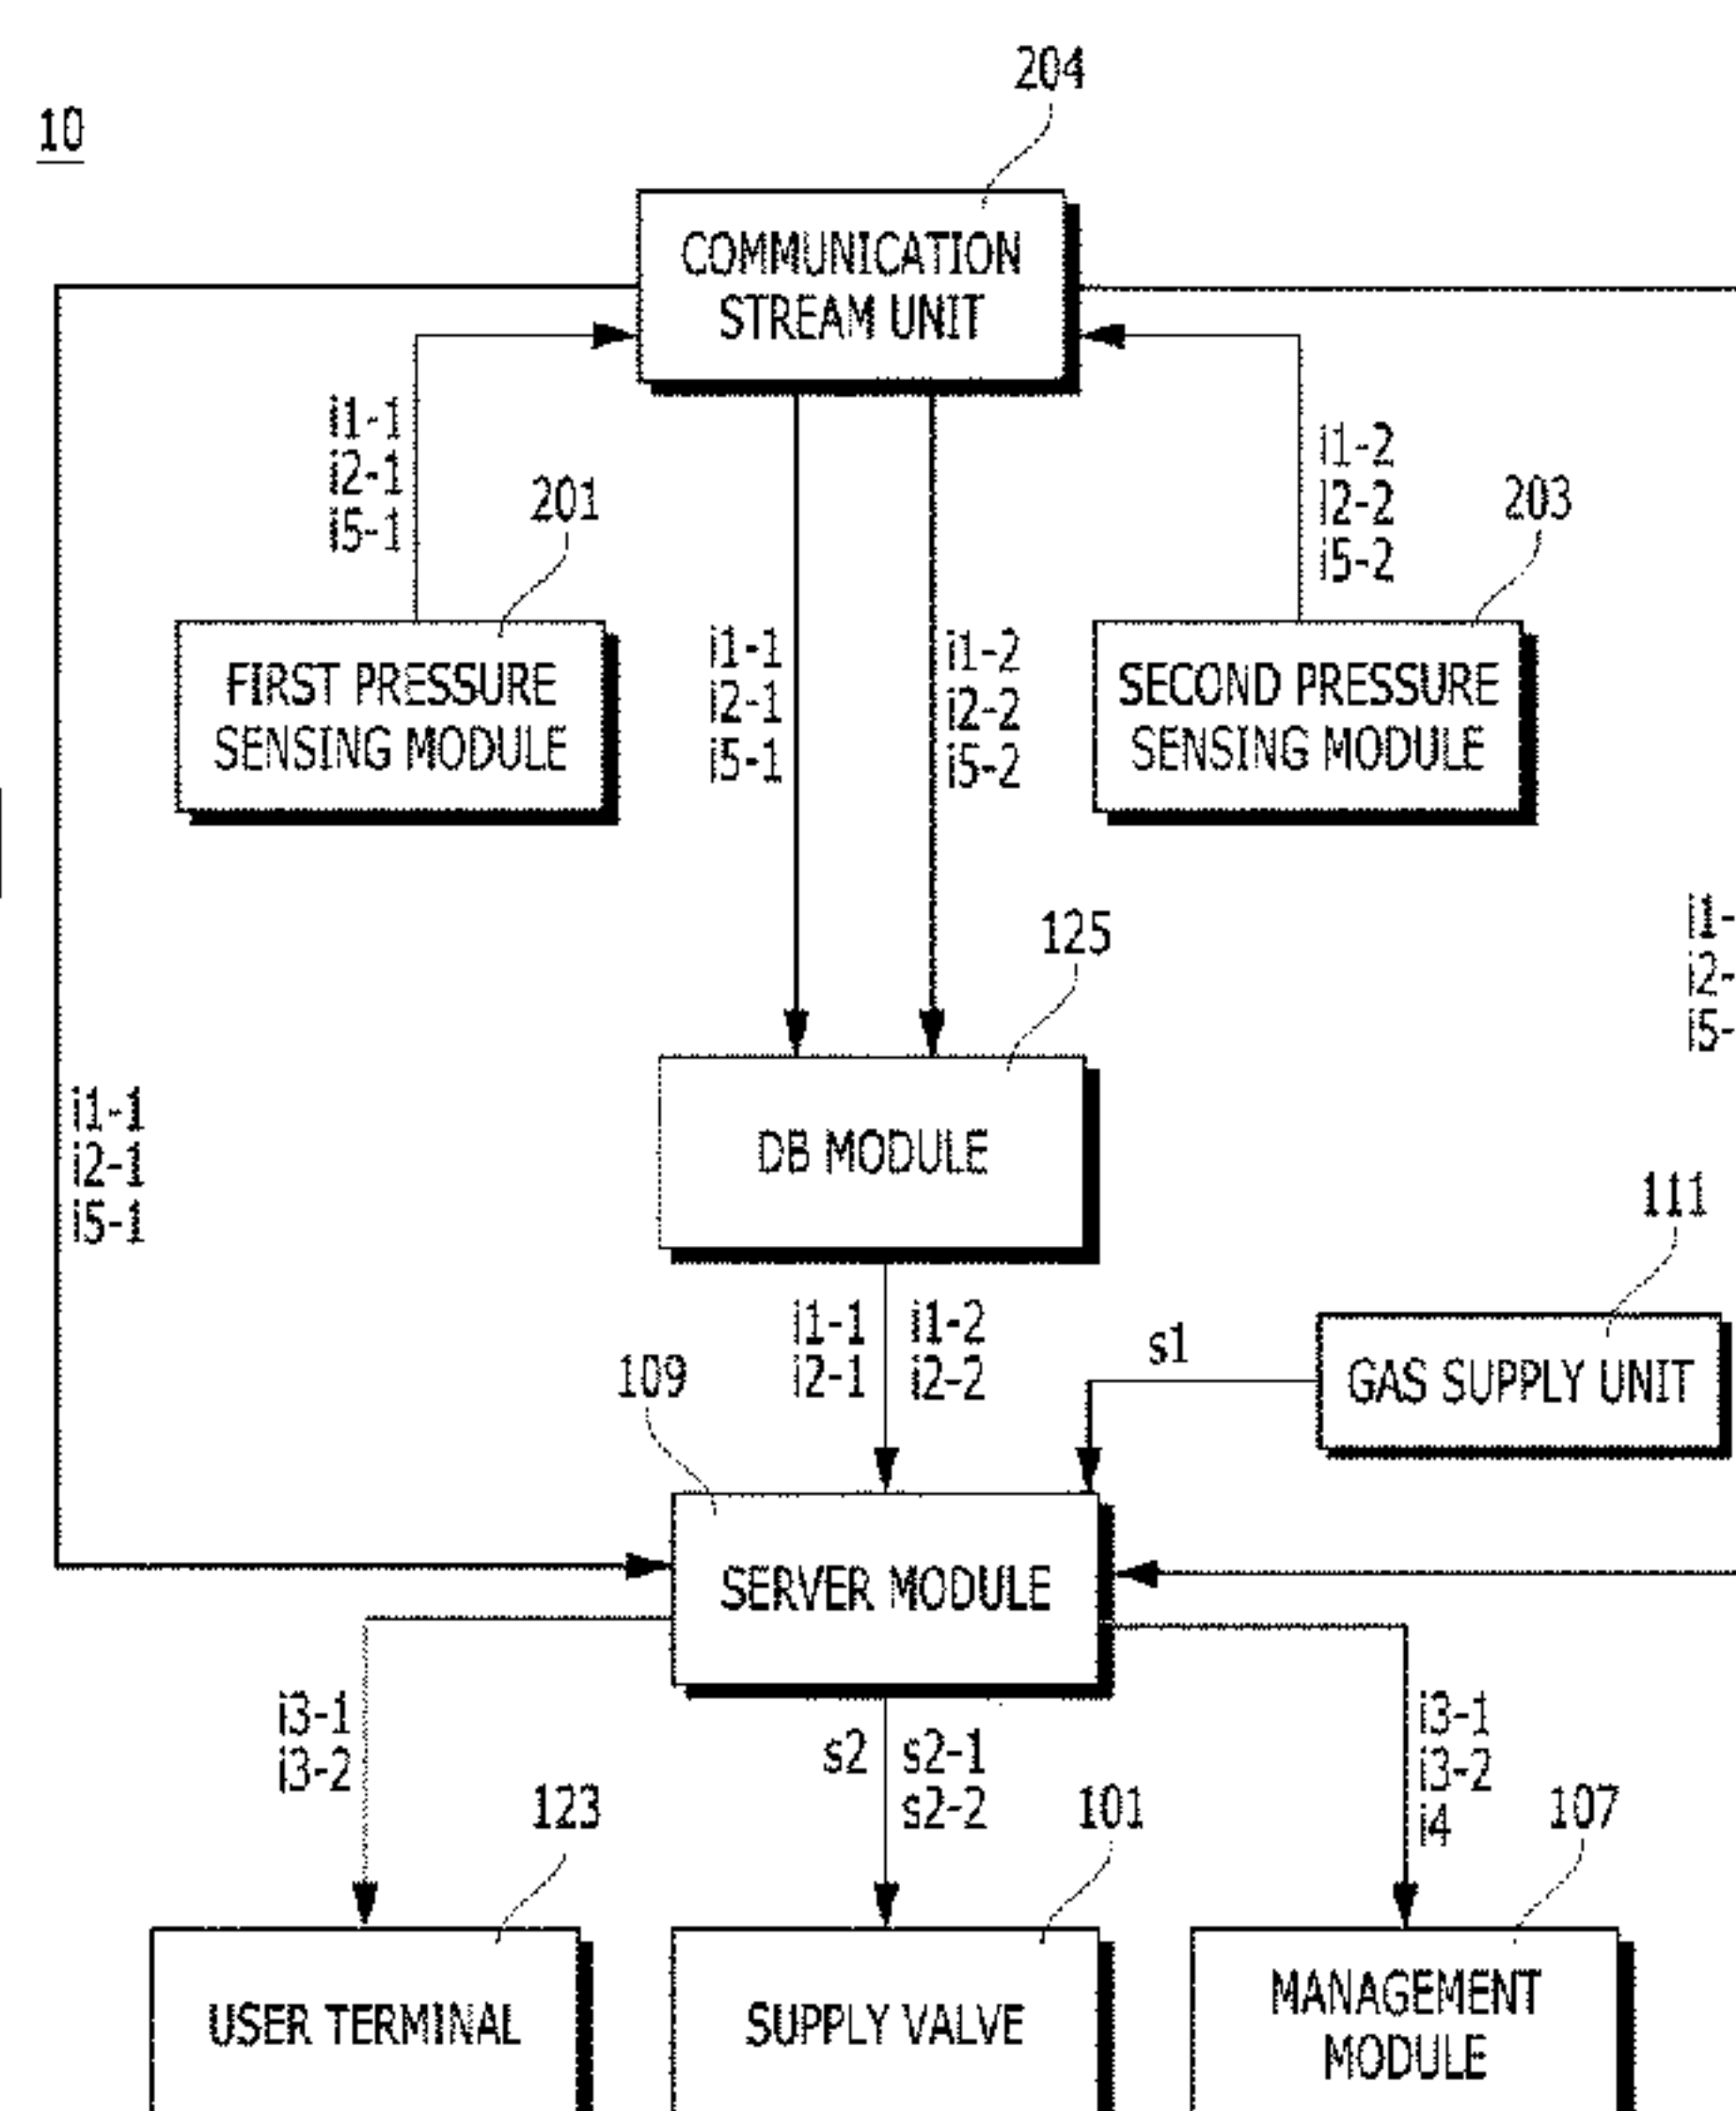 204
10
COMMUNICATION
STREAM UNIT
i1-1
i2-1
i5-1
201
i1-2
i2-2
i5-2
203
FIRST PRESSURE
SENSING MODULE
i1-1
i2-1
i5-1
i1-2
i2-2
i5-2
SECOND PRESSURE
SENSING MODULE
125
i1-
i2-
i5-
DB MODULE
i1-1
i2-1
i5-1
111
i1-1
i2-1
i1-2
i2-2
s1
GAS SUPPLY UNIT
109
SERVER MODULE
i3-1
i3-2
s2
s2-1
s2-2
i3-1
i3-2
i4
123
101
107
USER TERMINAL
SUPPLY VALVE
MANAGEMENT
MODULE